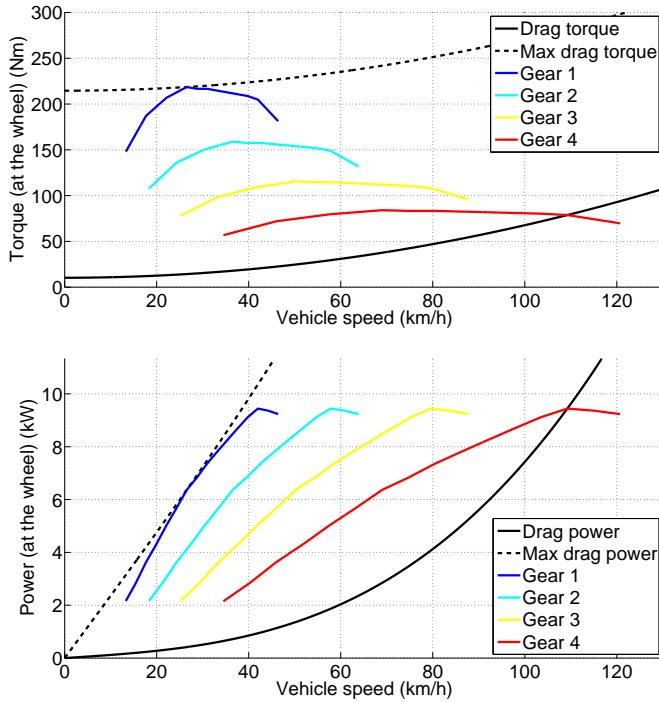 300
250
200
150
100
50
0
Torque (at the wheel) (Nm)
0 20 40 60 80 100 120
Vehicle speed (km/h)
Drag torque
Max drag torque
Gear 1
Gear 2
Gear 3
Gear 4
10
8
6
4
2
0
Power (at the wheel) (kW)
0 20 40 60 80 100 120
Vehicle speed (km/h)
Drag power
Max drag power
Gear 1
Gear 2
Gear 3
Gear 4